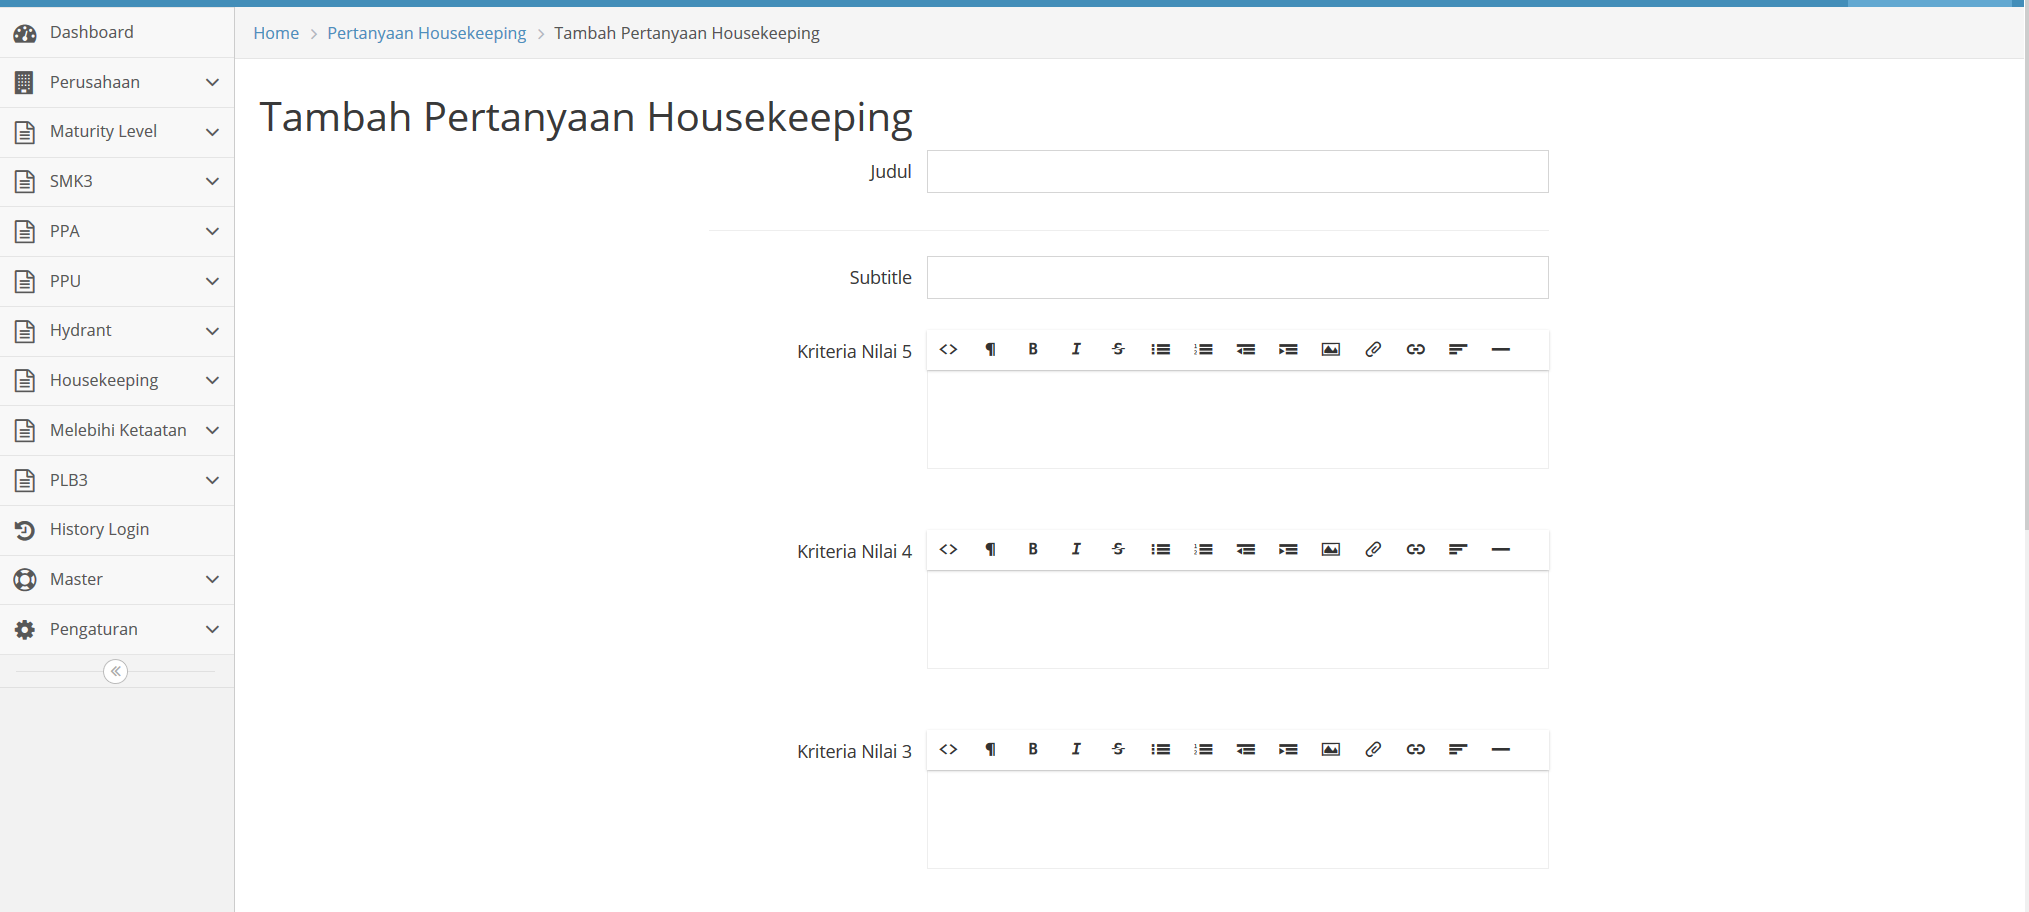 Dashboard
Perusahaan
Maturity Level
SMK3
PPA
PPU
Hydrant
Housekeeping
Melebihi Ketaatan
PLB3
History Login
Master
Pengaturan
Home > Pertanyaan Housekeeping > Tambah Pertanyaan Housekeeping
Tambah Pertanyaan Housekeeping
Judul
Subtitle
Kriteria Nilai 5
Kriteria Nilai 4
Kriteria Nilai 3